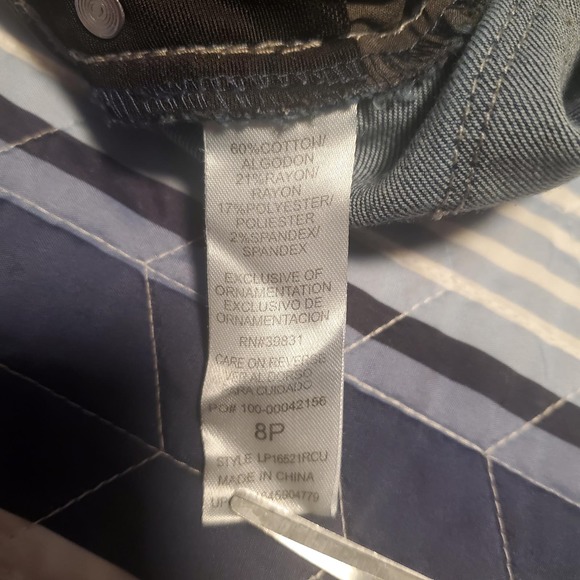 60%COTTON/
ALGODON
21%RAYON/
RAYON
17%POLYESTER/
POLIESTER
2%SPANDEX/
SPANDEX
EXCLUSIVE OF
ORNAMENTATION
EXCLUSIVO DE
ORNAMENTACION
RN#39831
CARE ON REVERSE
CUIDADO
PO# 100-00042156
8P
STYLE LP16521RCU
MADE IN CHINA